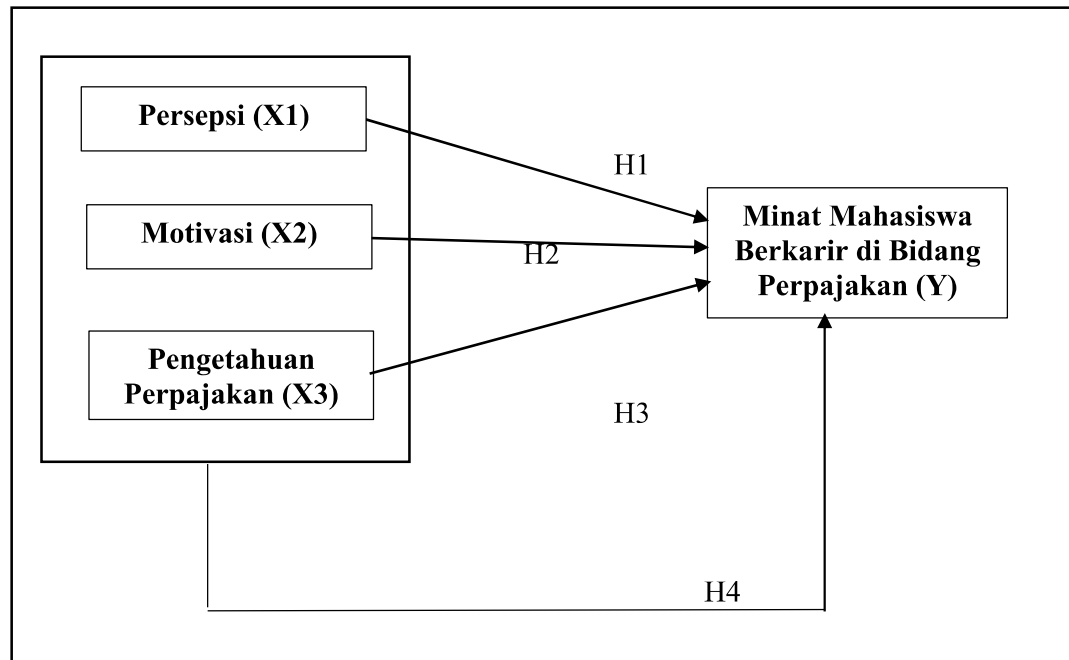 Persepsi (X1)
H1
Motivasi (X2)
H2
Minat Mahasiswa
Berkarir di Bidang
Perpajakan (Y)
Pengetahuan
Perpajakan (X3)
H3
H4